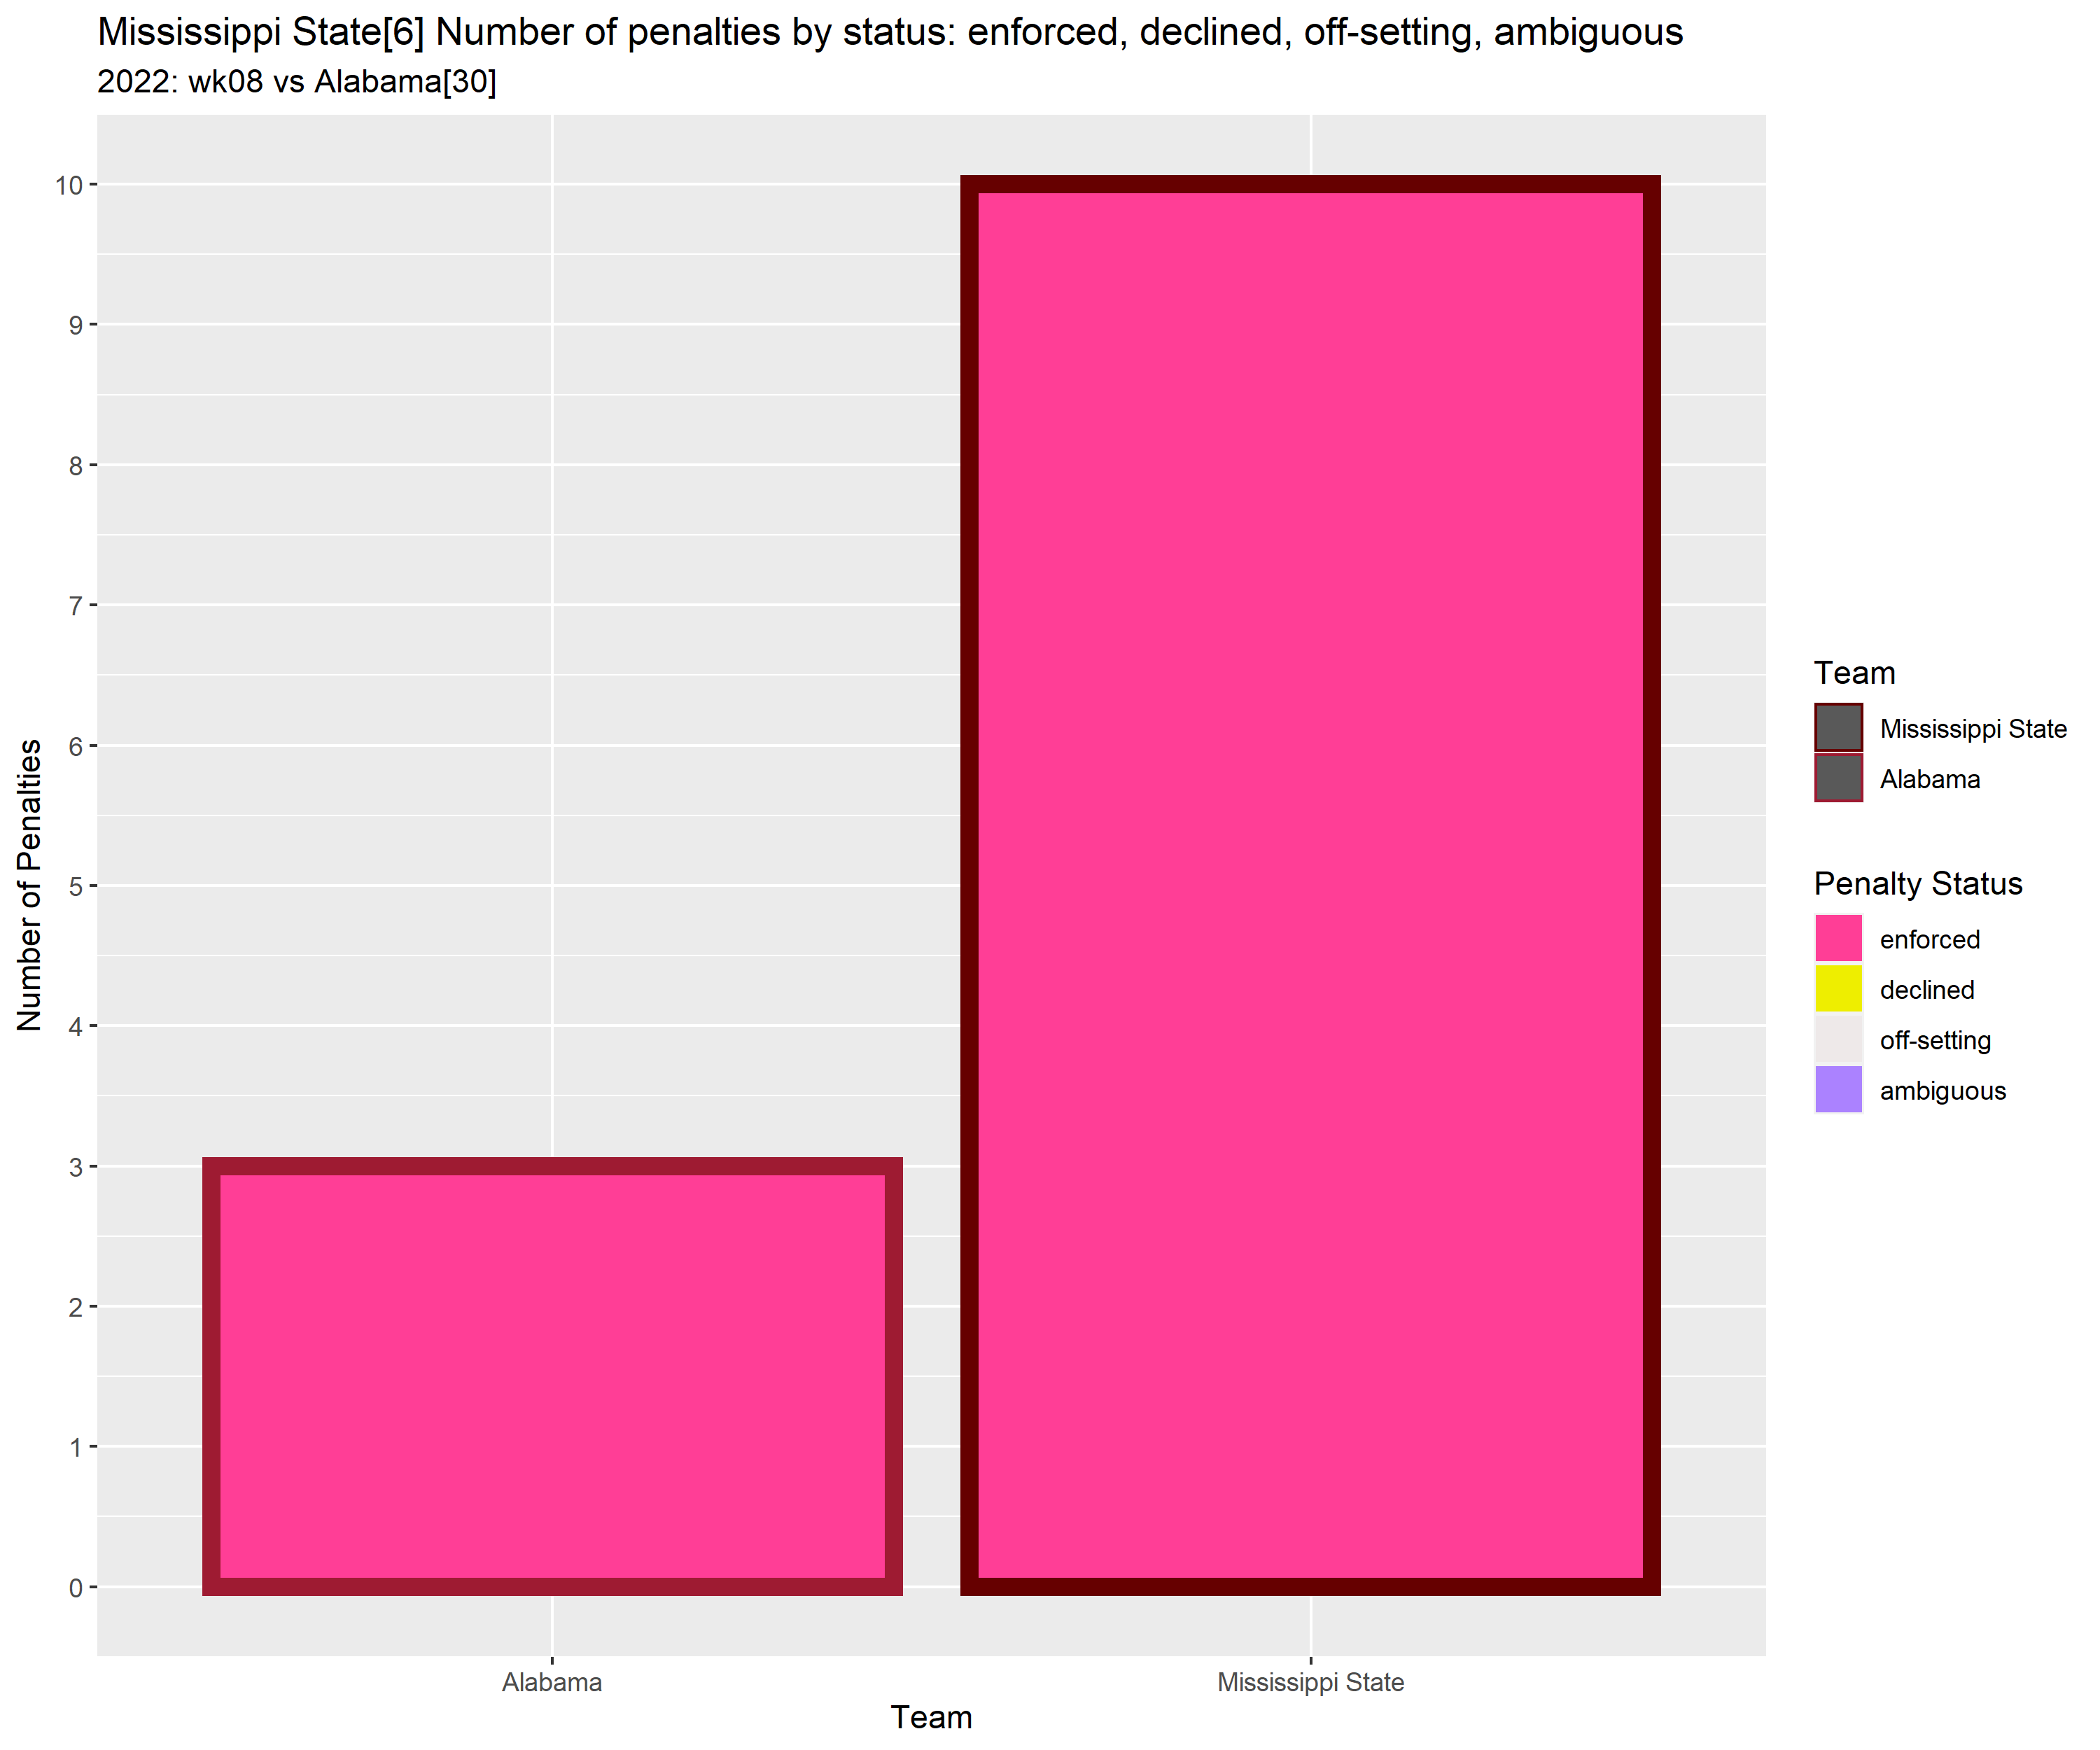 Mississippi State[6] Number of penalties by status: enforced, declined, off-setting, ambiguous
2022: wk08 vs Alabama[30]
Number of Penalties
10
9
8
7
6
5
4
3
2
1
0
Alabama
Mississippi State
Team
Team
Mississippi State
Alabama
Penalty Status
enforced
declined
off-setting
ambiguous